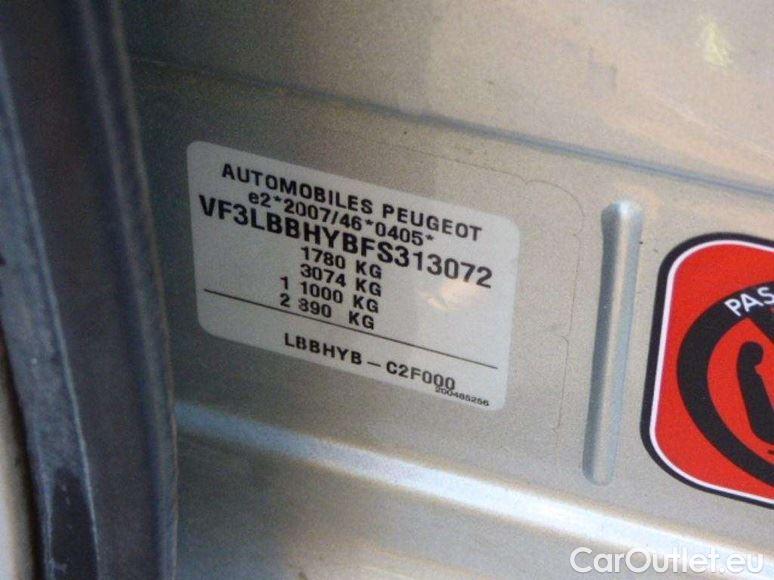 AUTOMOBILES PEUGEOT
e2*2007/46*0405*
VF3LBBHYBFS313072
1780 KG
3074 KG
1 1000 KG
2 890 KG
LBBHYB - C2F000
200485256
PAS
CarOutlet.eu